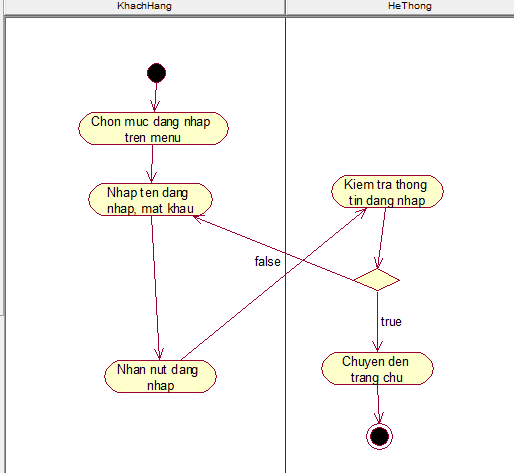 KhachHang
HeThong
Chon muc dang nhap
tren menu
Nhap ten dang
nhap, mat khau
Kiem tra thong
tin dang nhap
false
true
Nhan nut dang
nhap
Chuyen den
trang chu